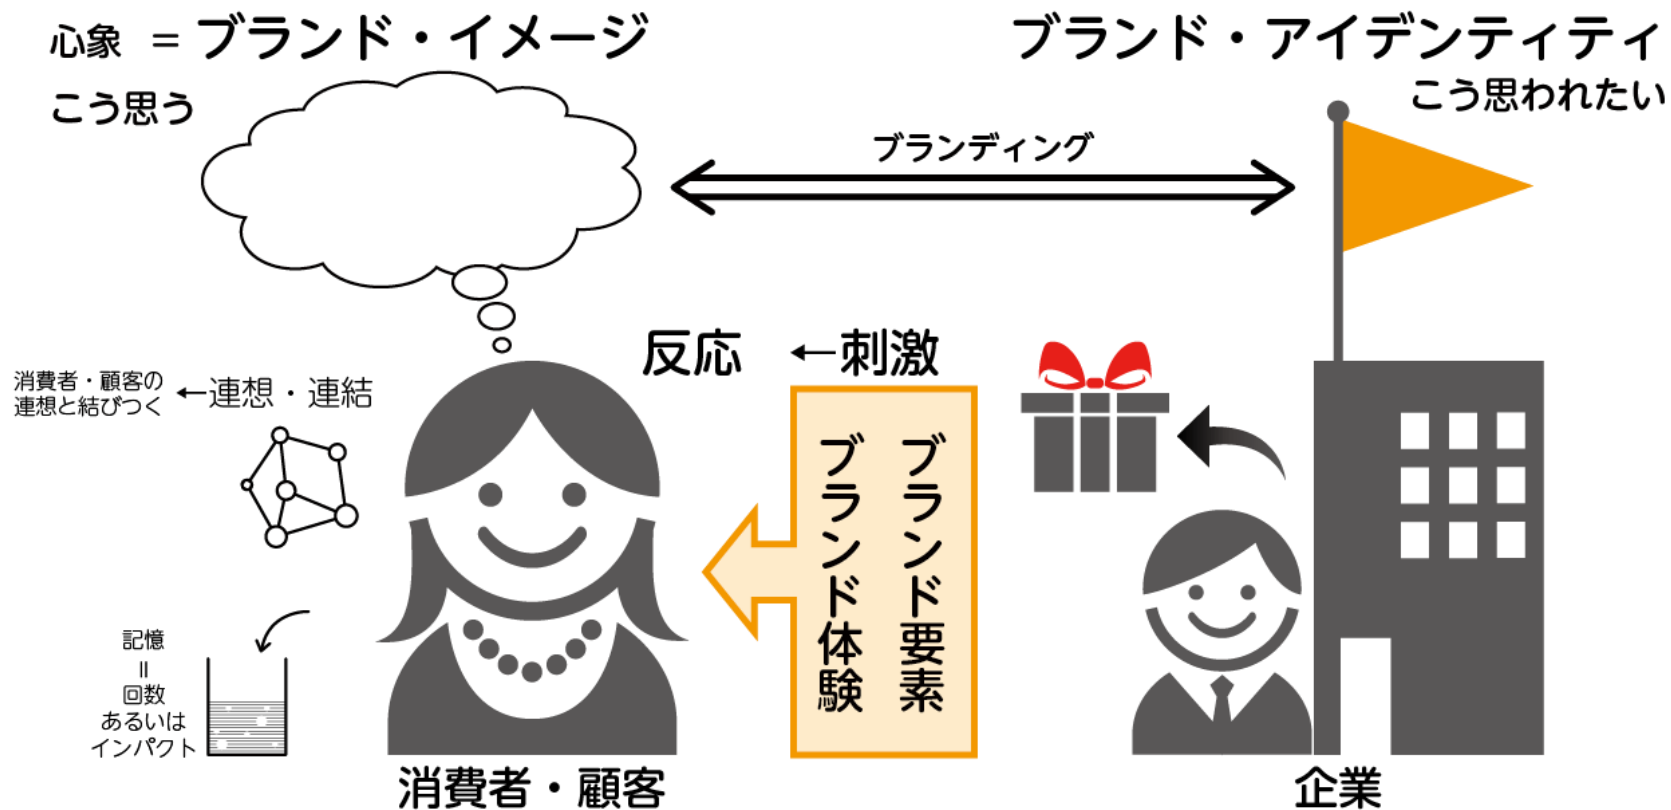 心象 = ブランド・イメージ
こう思う
ブランド・アイデンティティ
こう思われたい
ブランディング
反応 ←刺激
消費者・顧客の
連想と結びつく
←連想・連結
ブランド要素
ブランド体験
記憶
=
回数
あるいは
インパクト
消費者・顧客
企業